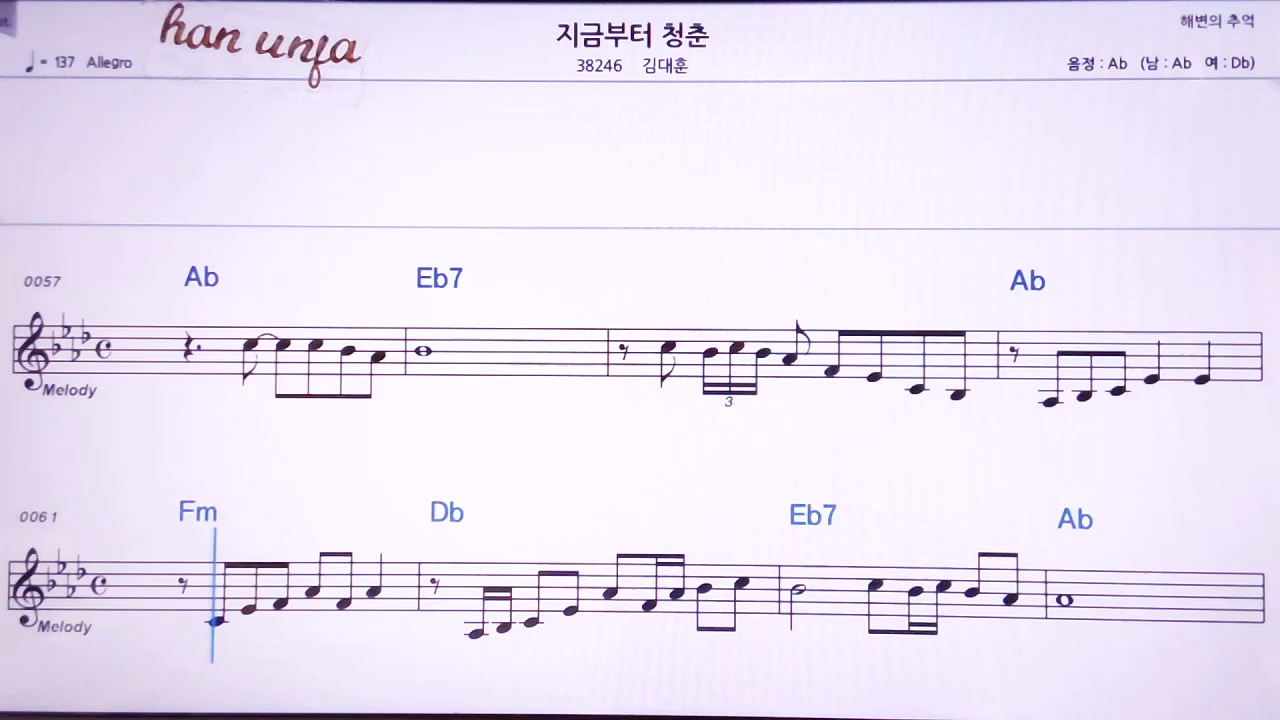 han unfa
지금부터 청춘
해변의 추억
♩= 137 Allegro
38246 김대훈
음정 : Ab (남 : Ab 여 : Db)
0057 Ab Eb7 Ab
Melody
3
0061 Fm Db Eb7 Ab
Melody